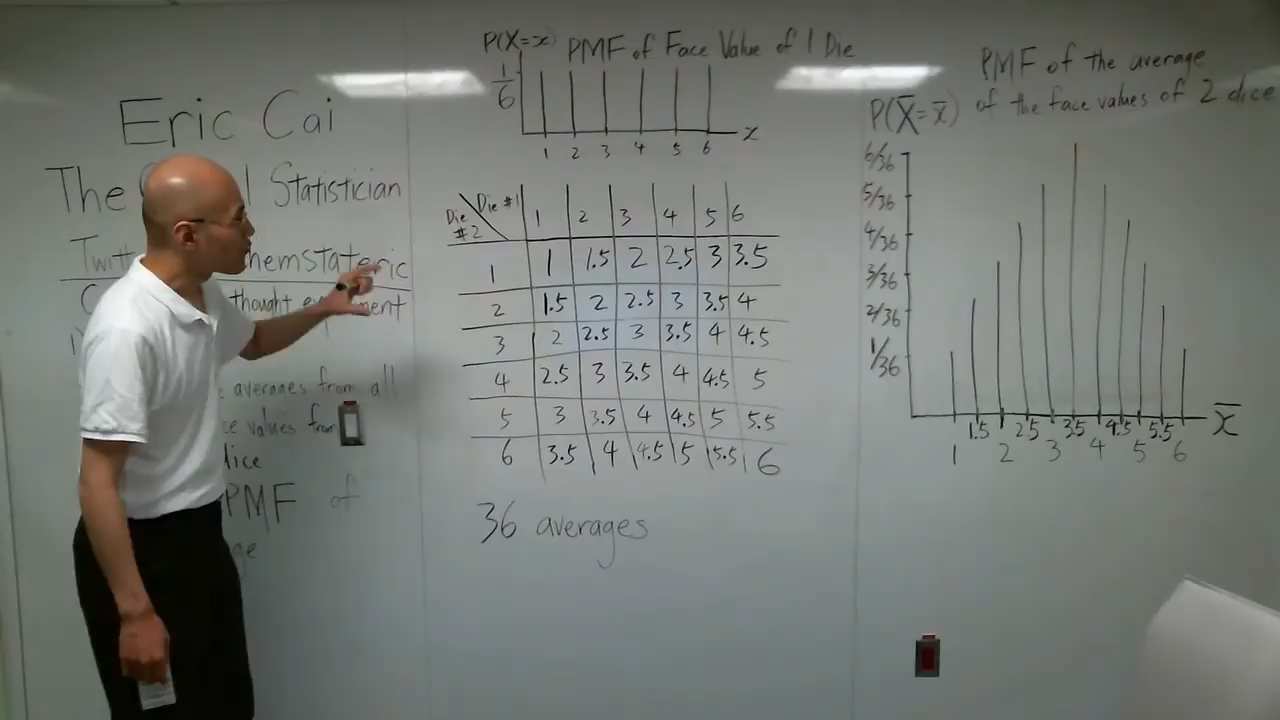 Eric Cai
The Statistician
Twit hemstateric
thought ment
averages from all
ce values from
dice
PMF of
ge
P(X=x) PMF of Face Value of 1 Die
1/6
1 2 3 4 5 6 x
Die #1 1 2 3 4 5 6
Die #2
1 1 1.5 2 2.5 3 3.5
2 1.5 2 2.5 3 3.5 4
3 2 2.5 3 3.5 4 4.5
4 2.5 3 3.5 4 4.5 5
5 3 3.5 4 4.5 5 5.5
6 3.5 4 4.5 5 5.5 6
36 averages
PMF of the average
of the face values of 2 dice
P(X̅=x̅)
6/36
5/36
4/36
3/36
2/36
1/36
1.5 2.5 3.5 4.5 5.5 x̅
1 2 3 4 5 6